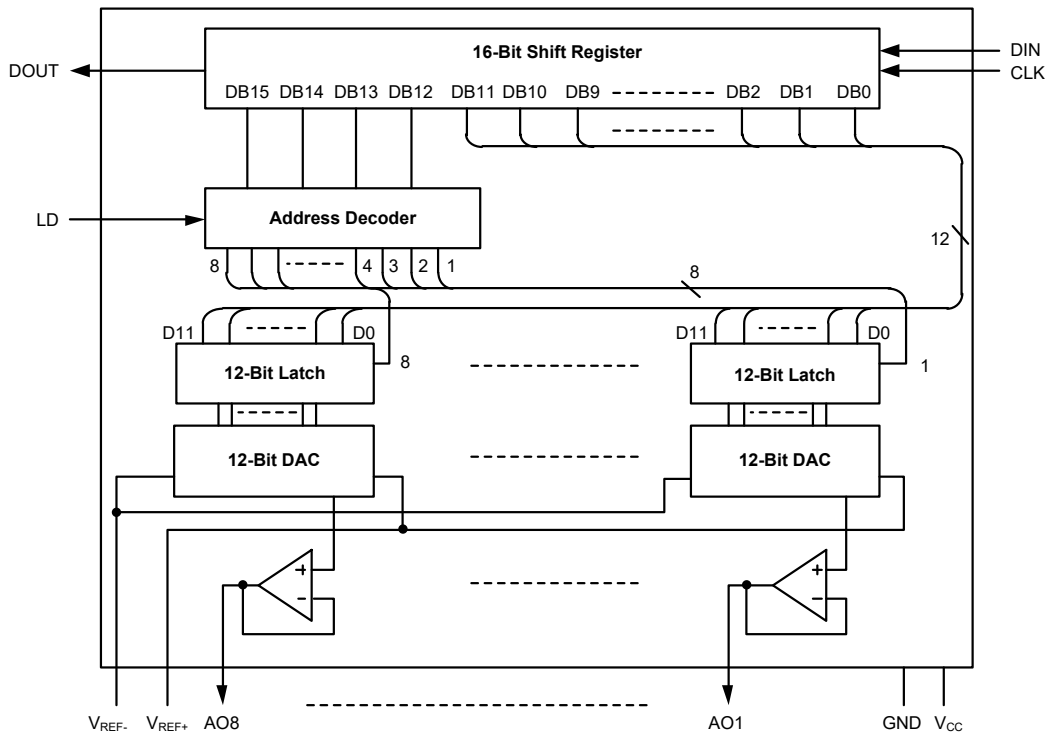 16-Bit Shift Register
DIN
DOUT
CLK
DB15 DB14 DB13 DB12 DB11 DB10 DB9 DB2 DB1 DB0
LD
Address Decoder
12
8 4 3 2 1
8
D11 D0 D11 D0
8 1
12-Bit Latch 12-Bit Latch
12-Bit DAC 12-Bit DAC
+ +
− −
VREF- VREF+ AO8 AO1 GND VCC